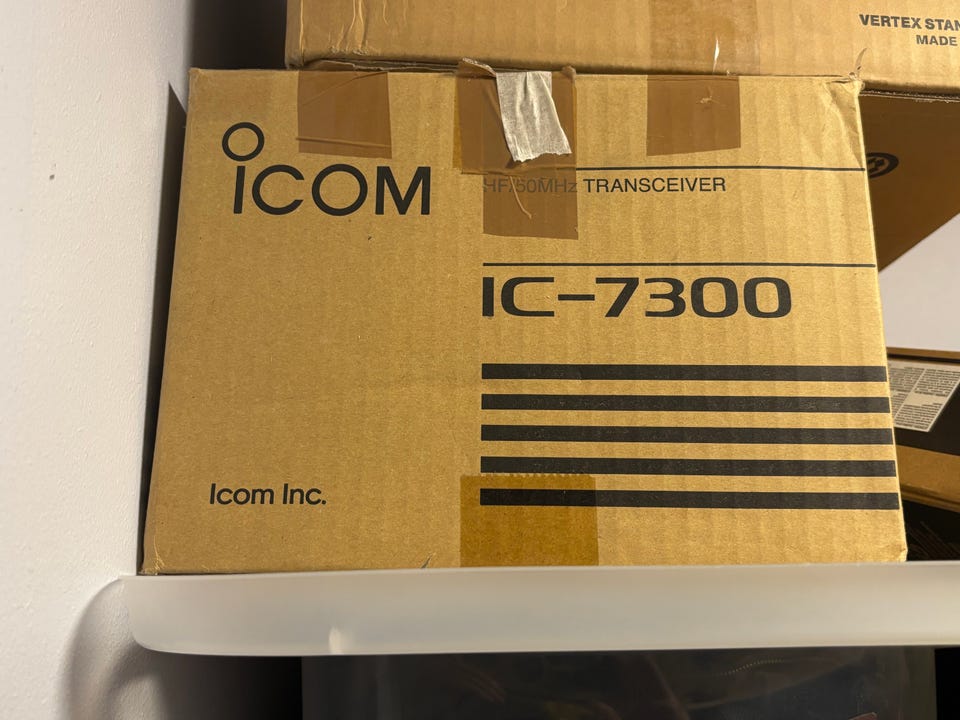 VERTEX STAN
MADE
ICOM
HF/50MHz TRANSCEIVER
IC-7300
Icom Inc.